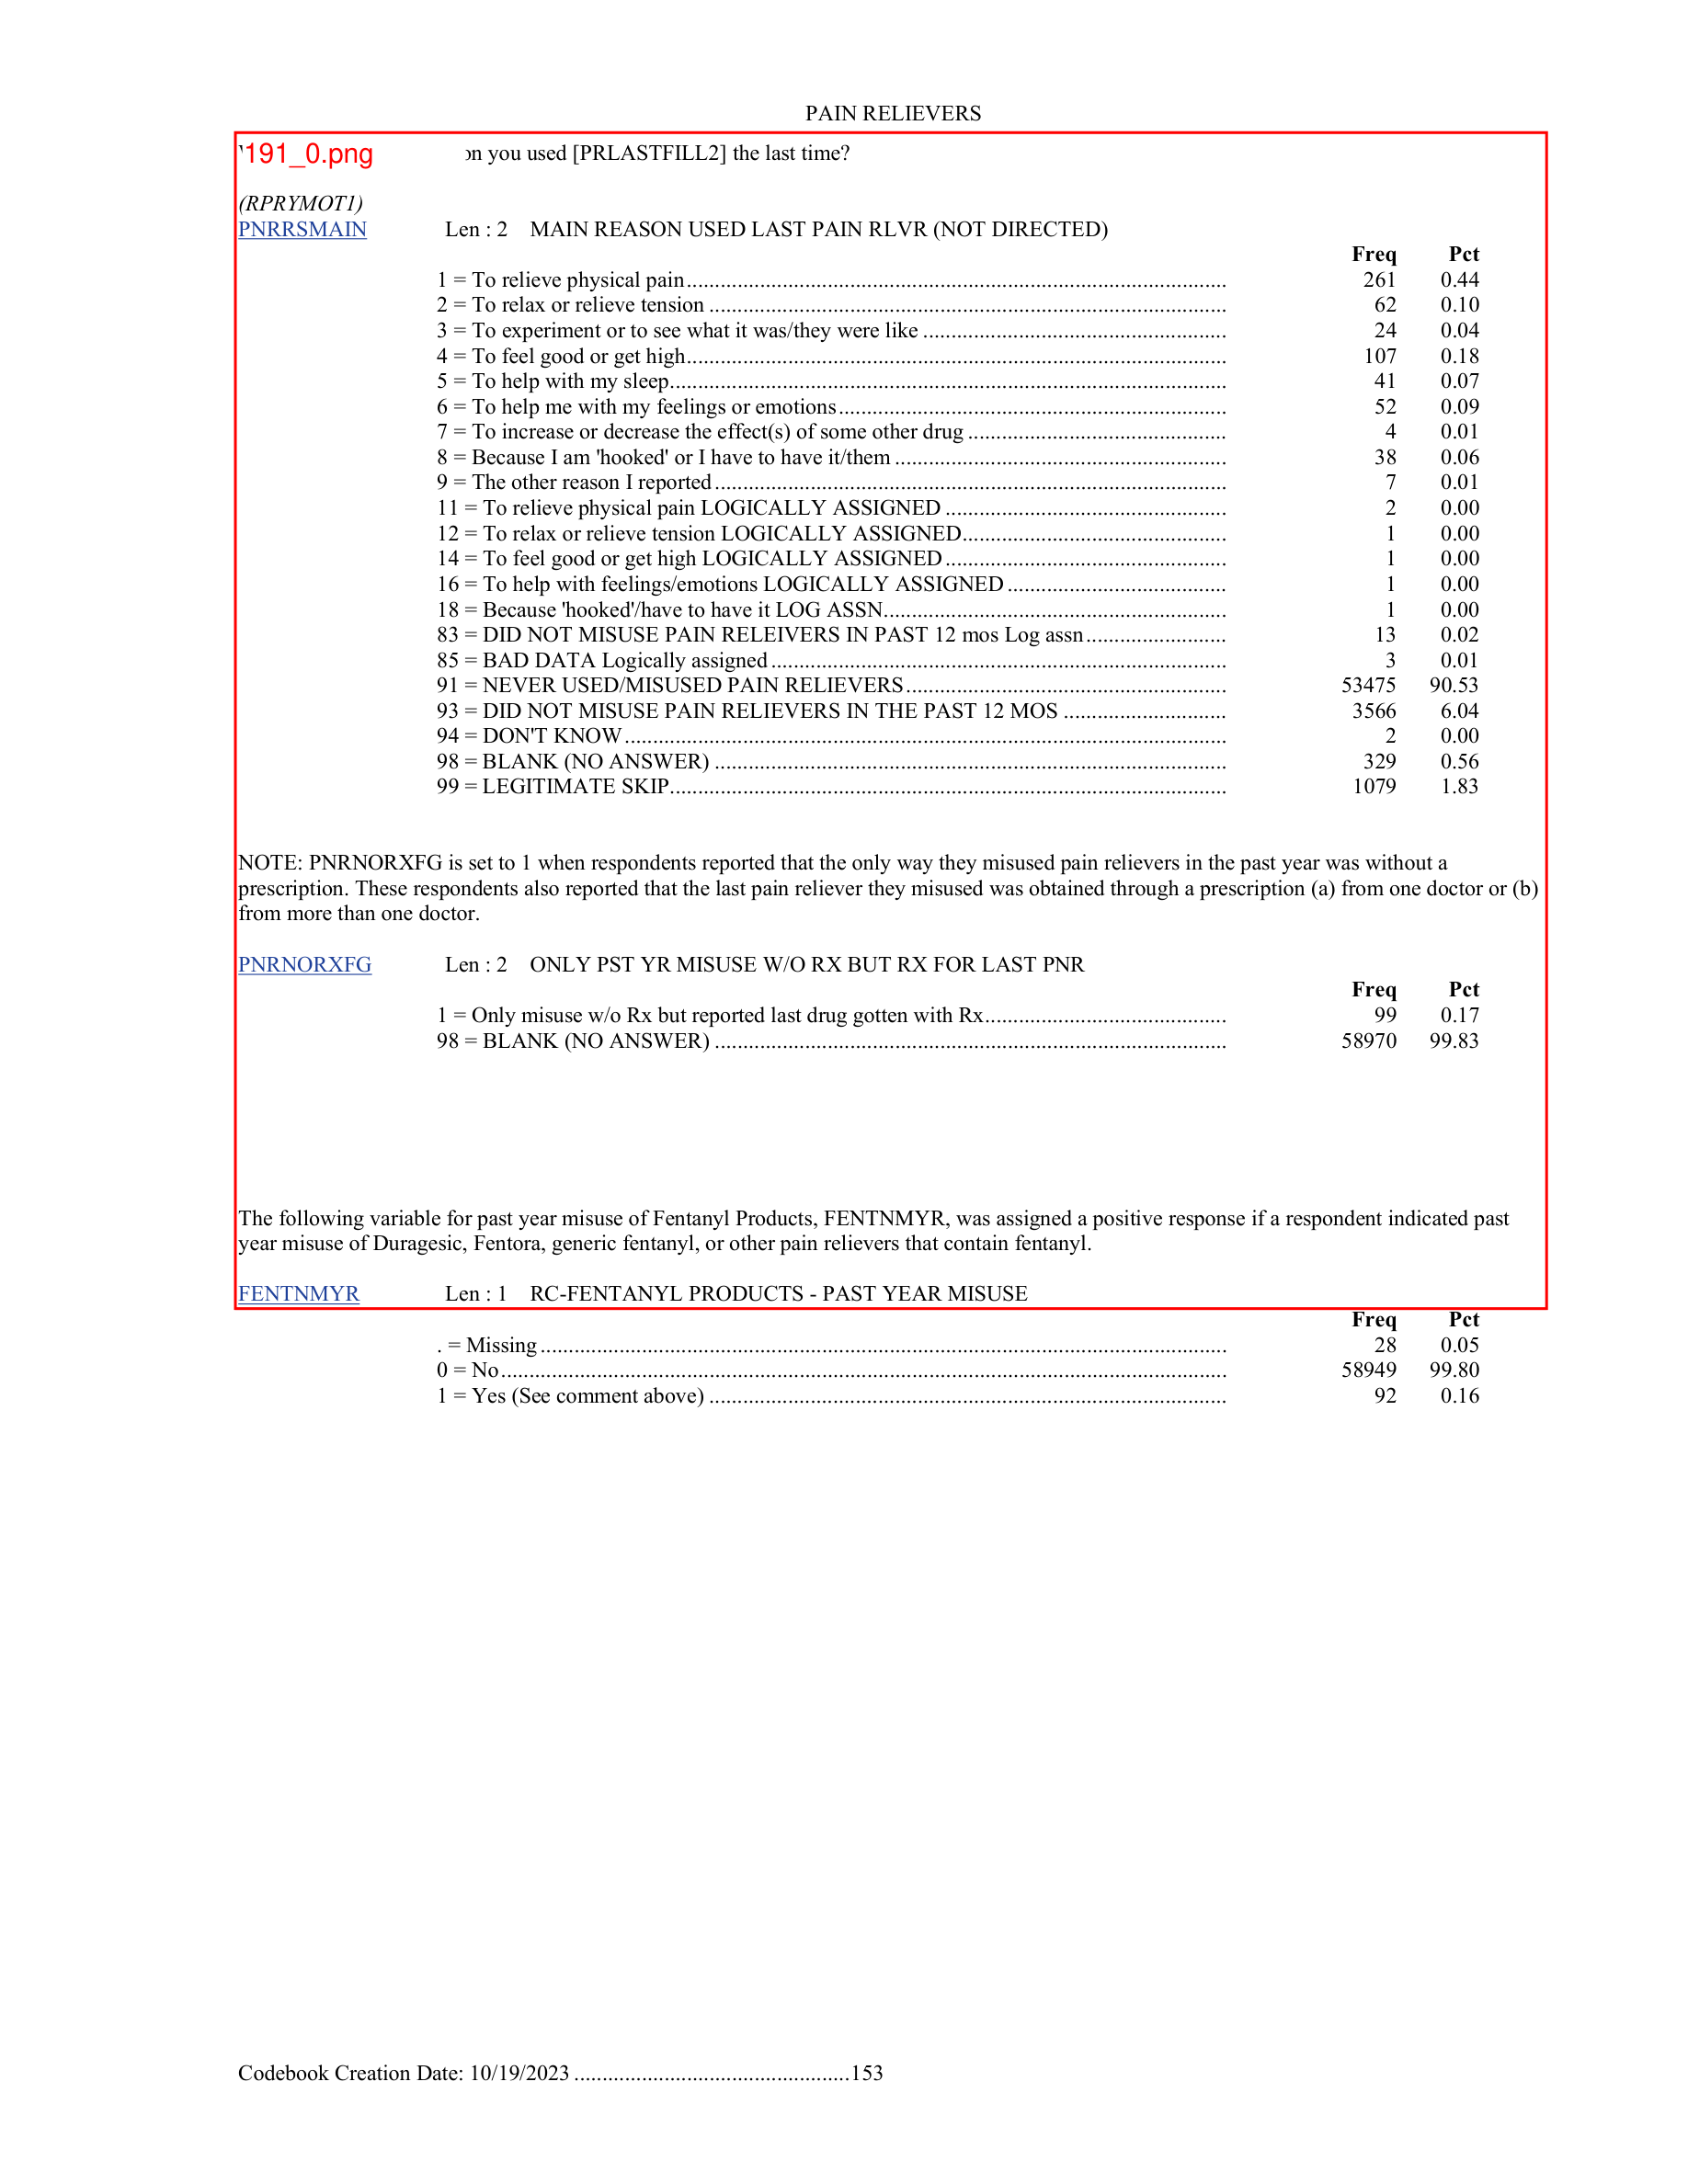 PAIN RELIEVERS
191_0.png you used [PRLASTFILL2] the last time?
(RPRYMOT1)
PNRRSMAIN Len : 2 MAIN REASON USED LAST PAIN RLVR (NOT DIRECTED)
Freq Pct
1 = To relieve physical pain 261 0.44
2 = To relax or relieve tension 62 0.10
3 = To experiment or to see what it was/they were like 24 0.04
4 = To feel good or get high 107 0.18
5 = To help with my sleep 41 0.07
6 = To help me with my feelings or emotions 52 0.09
7 = To increase or decrease the effect(s) of some other drug 4 0.01
8 = Because I am 'hooked' or I have to have it/them 38 0.06
9 = The other reason I reported 7 0.01
11 = To relieve physical pain LOGICALLY ASSIGNED 2 0.00
12 = To relax or relieve tension LOGICALLY ASSIGNED 1 0.00
14 = To feel good or get high LOGICALLY ASSIGNED 1 0.00
16 = To help with feelings/emotions LOGICALLY ASSIGNED 1 0.00
18 = Because 'hooked'/have to have it LOG ASSN 1 0.00
83 = DID NOT MISUSE PAIN RELEIVERS IN PAST 12 mos Log assn 13 0.02
85 = BAD DATA Logically assigned 3 0.01
91 = NEVER USED/MISUSED PAIN RELIEVERS 53475 90.53
93 = DID NOT MISUSE PAIN RELIEVERS IN THE PAST 12 MOS 3566 6.04
94 = DON'T KNOW 2 0.00
98 = BLANK (NO ANSWER) 329 0.56
99 = LEGITIMATE SKIP 1079 1.83
NOTE: PNRNORXFG is set to 1 when respondents reported that the only way they misused pain relievers in the past year was without a
prescription. These respondents also reported that the last pain reliever they misused was obtained through a prescription (a) from one doctor or (b)
from more than one doctor.
PNRNORXFG Len : 2 ONLY PST YR MISUSE W/O RX BUT RX FOR LAST PNR
Freq Pct
1 = Only misuse w/o Rx but reported last drug gotten with Rx 99 0.17
98 = BLANK (NO ANSWER) 58970 99.83
The following variable for past year misuse of Fentanyl Products, FENTNMYR, was assigned a positive response if a respondent indicated past
year misuse of Duragesic, Fentora, generic fentanyl, or other pain relievers that contain fentanyl.
FENTNMYR Len : 1 RC-FENTANYL PRODUCTS - PAST YEAR MISUSE
Freq Pct
. = Missing 28 0.05
0 = No 58949 99.80
1 = Yes (See comment above) 92 0.16
Codebook Creation Date: 10/19/2023 153